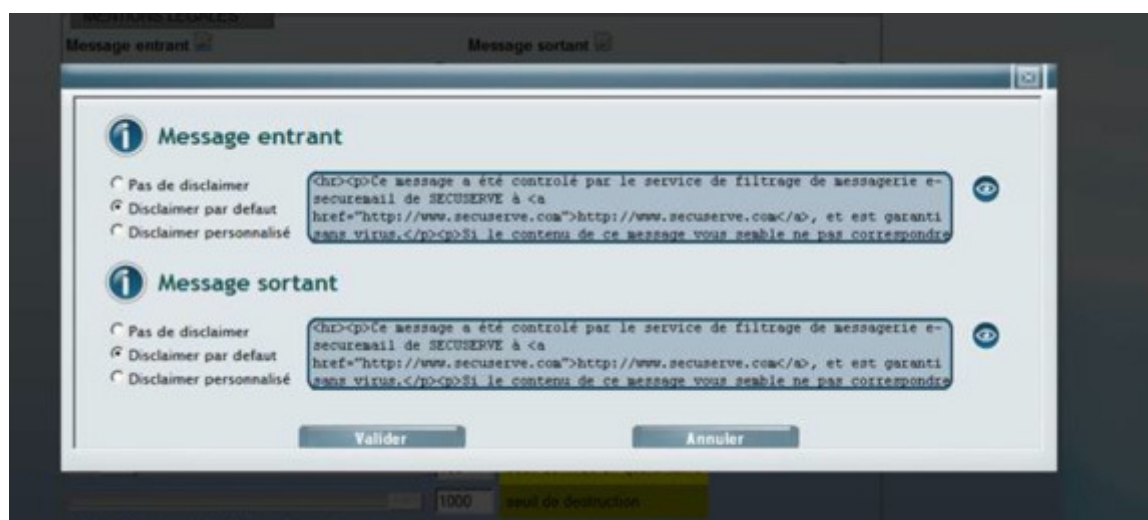 MENTIONS LEGALES
Message entrant Message sortant
Message entrant
Pas de disclaimer
Disclaimer par defaut
Disclaimer personnalisé
<hr><p>Ce message a été controlé par le service de filtrage de messagerie e-
securemail de SECUSERVE à <a
href="http://www.secuserve.com">http://www.secuserve.com</a>, et est garanti
sans virus.</p><p>Si le contenu de ce message vous semble ne pas correspondre
Message sortant
Pas de disclaimer
Disclaimer par defaut
Disclaimer personnalisé
<hr><p>Ce message a été controlé par le service de filtrage de messagerie e-
securemail de SECUSERVE à <a
href="http://www.secuserve.com">http://www.secuserve.com</a>, et est garanti
sans virus.</p><p>Si le contenu de ce message vous semble ne pas correspondre
Valider Annuler
1000 seuil de destruction